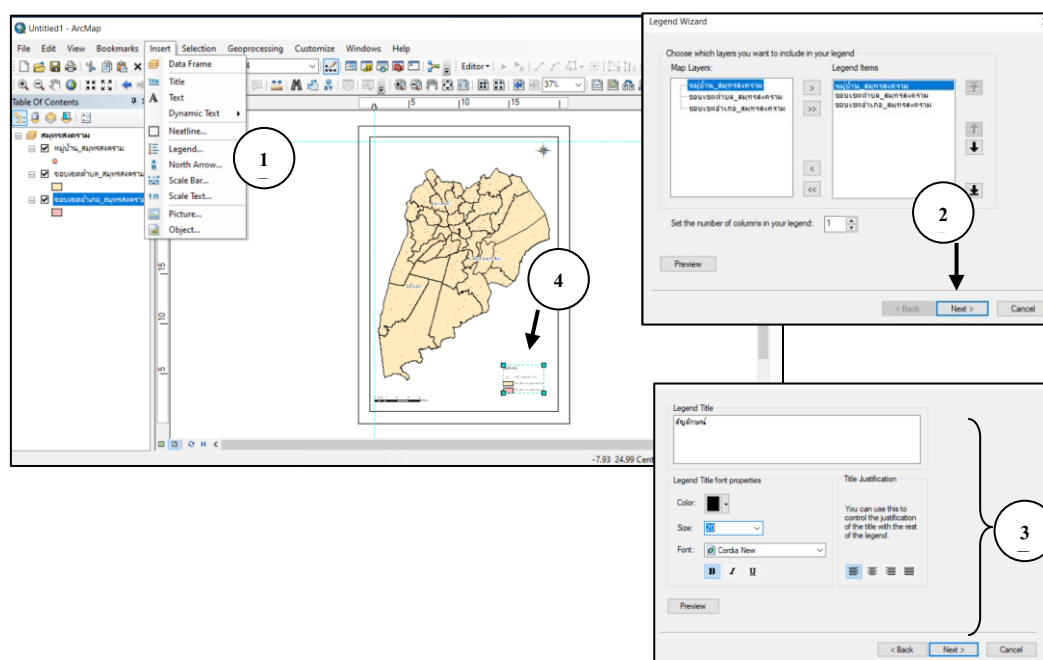 Untitled1 - ArcMap
File Edit View Bookmarks Insert Selection Geoprocessing Customize Windows Help
Editor
37%
Table Of Contents
สมุทรสงคราม
หมู่บ้าน_สมุทรสงคราม
ขอบเขตตำบล_สมุทรสงคราม
ขอบเขตอำเภอ_สมุทรสงคราม
Data Frame
Title
Text
Dynamic Text
Neatline...
Legend...
North Arrow...
Scale Bar...
Scale Text...
Picture...
Object...
1
5 10 15
15
10
5
4
-7.93 24.99 Cent
Legend Wizard
Choose which layers you want to include in your legend
Map Layers: Legend Items
หมู่บ้าน_สมุทรสงคราม
ขอบเขตตำบล_สมุทรสงคราม
ขอบเขตอำเภอ_สมุทรสงคราม
>
>>
<
<<
หมู่บ้าน_สมุทรสงคราม
ขอบเขตตำบล_สมุทรสงคราม
ขอบเขตอำเภอ_สมุทรสงคราม
Set the number of columns in your legend: 1
2
Preview
< Back Next > Cancel
Legend Title
สัญลักษณ์
Legend Title font properties
Color:
Size: 20
Font: Cordia New
B I U
Title Justification
You can use this to
control the justification
of the title with the rest
of the legend.
3
Preview
< Back Next > Cancel